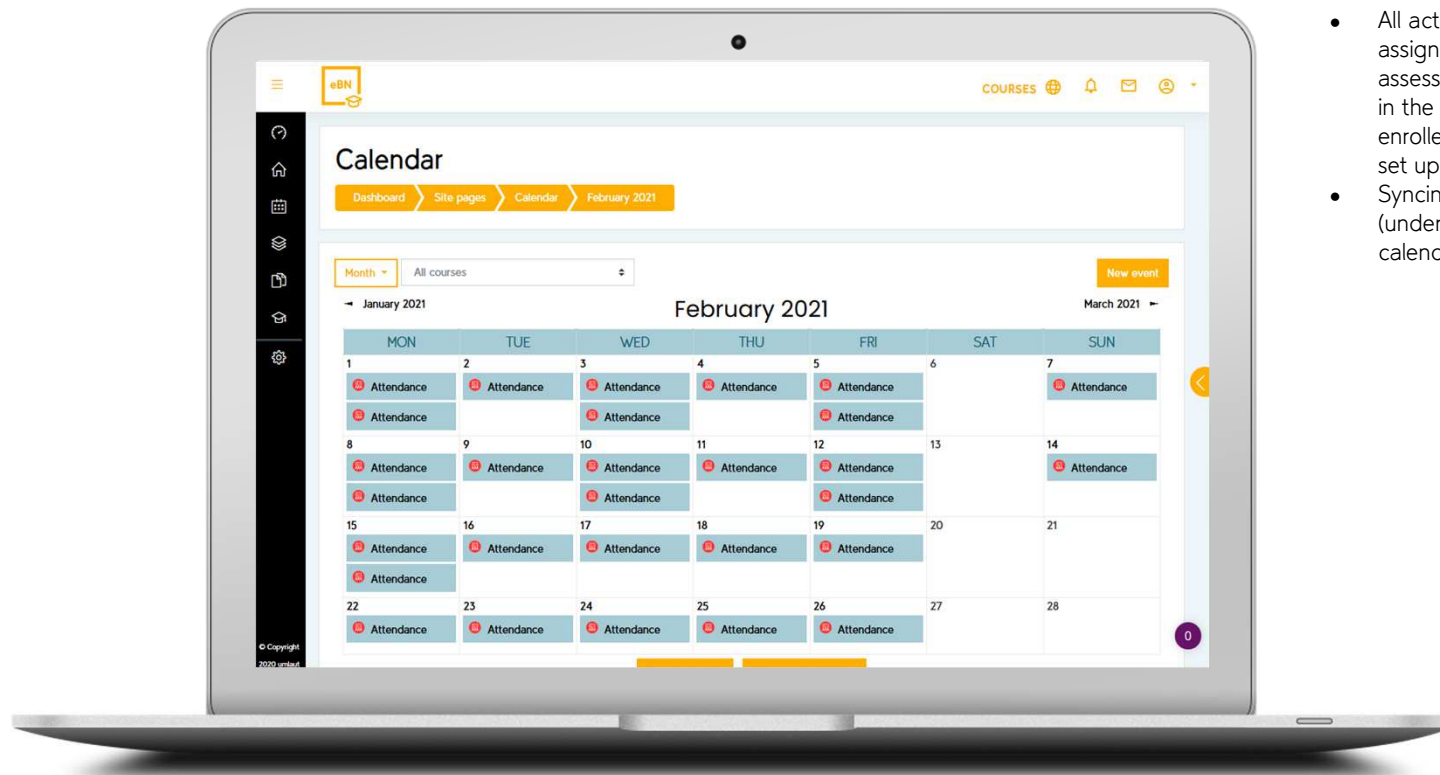 eBN
COURSES
Calendar
Dashboard Site pages Calendar February 2021
Month All courses New event
January 2021 February 2021 March 2021
MON TUE WED THU FRI SAT SUN
1 2 3 4 5 6 7
Attendance Attendance Attendance Attendance Attendance Attendance
Attendance Attendance Attendance
8 9 10 11 12 13 14
Attendance Attendance Attendance Attendance Attendance Attendance
Attendance Attendance Attendance
15 16 17 18 19 20 21
Attendance Attendance Attendance Attendance Attendance
Attendance
22 23 24 25 26 27 28
Attendance Attendance Attendance Attendance Attendance
0
© Copyright
2020 umlaut
All act
assign
assess
in the
enrolle
set up
Syncin
(under
calend